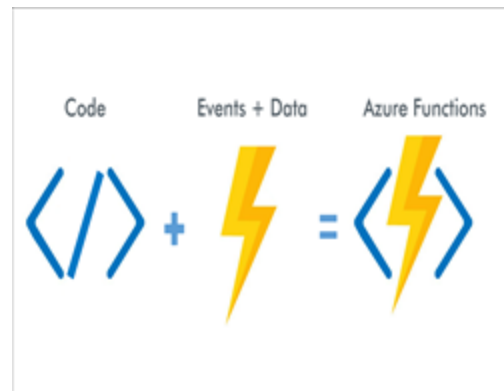 Code Events + Data Azure Functions
</> + = < >